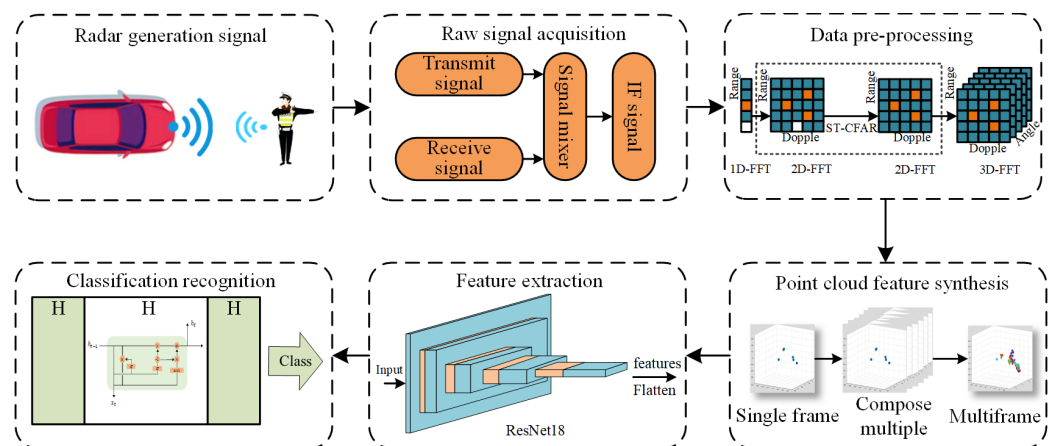 Radar generation signal
Raw signal acquisition
Transmit
signal
Receive
signal
Signal mixer
IF signal
Data pre-processing
Range
Range
Range
Range
ST-CFAR
Dopple
Dopple
Dopple
Angle
1D-FFT
2D-FFT
2D-FFT
3D-FFT
Classification recognition
H
H
H
Class
Feature extraction
Input
features
Flatten
ResNet18
Point cloud feature synthesis
Single frame
Compose
multiple
Multiframe